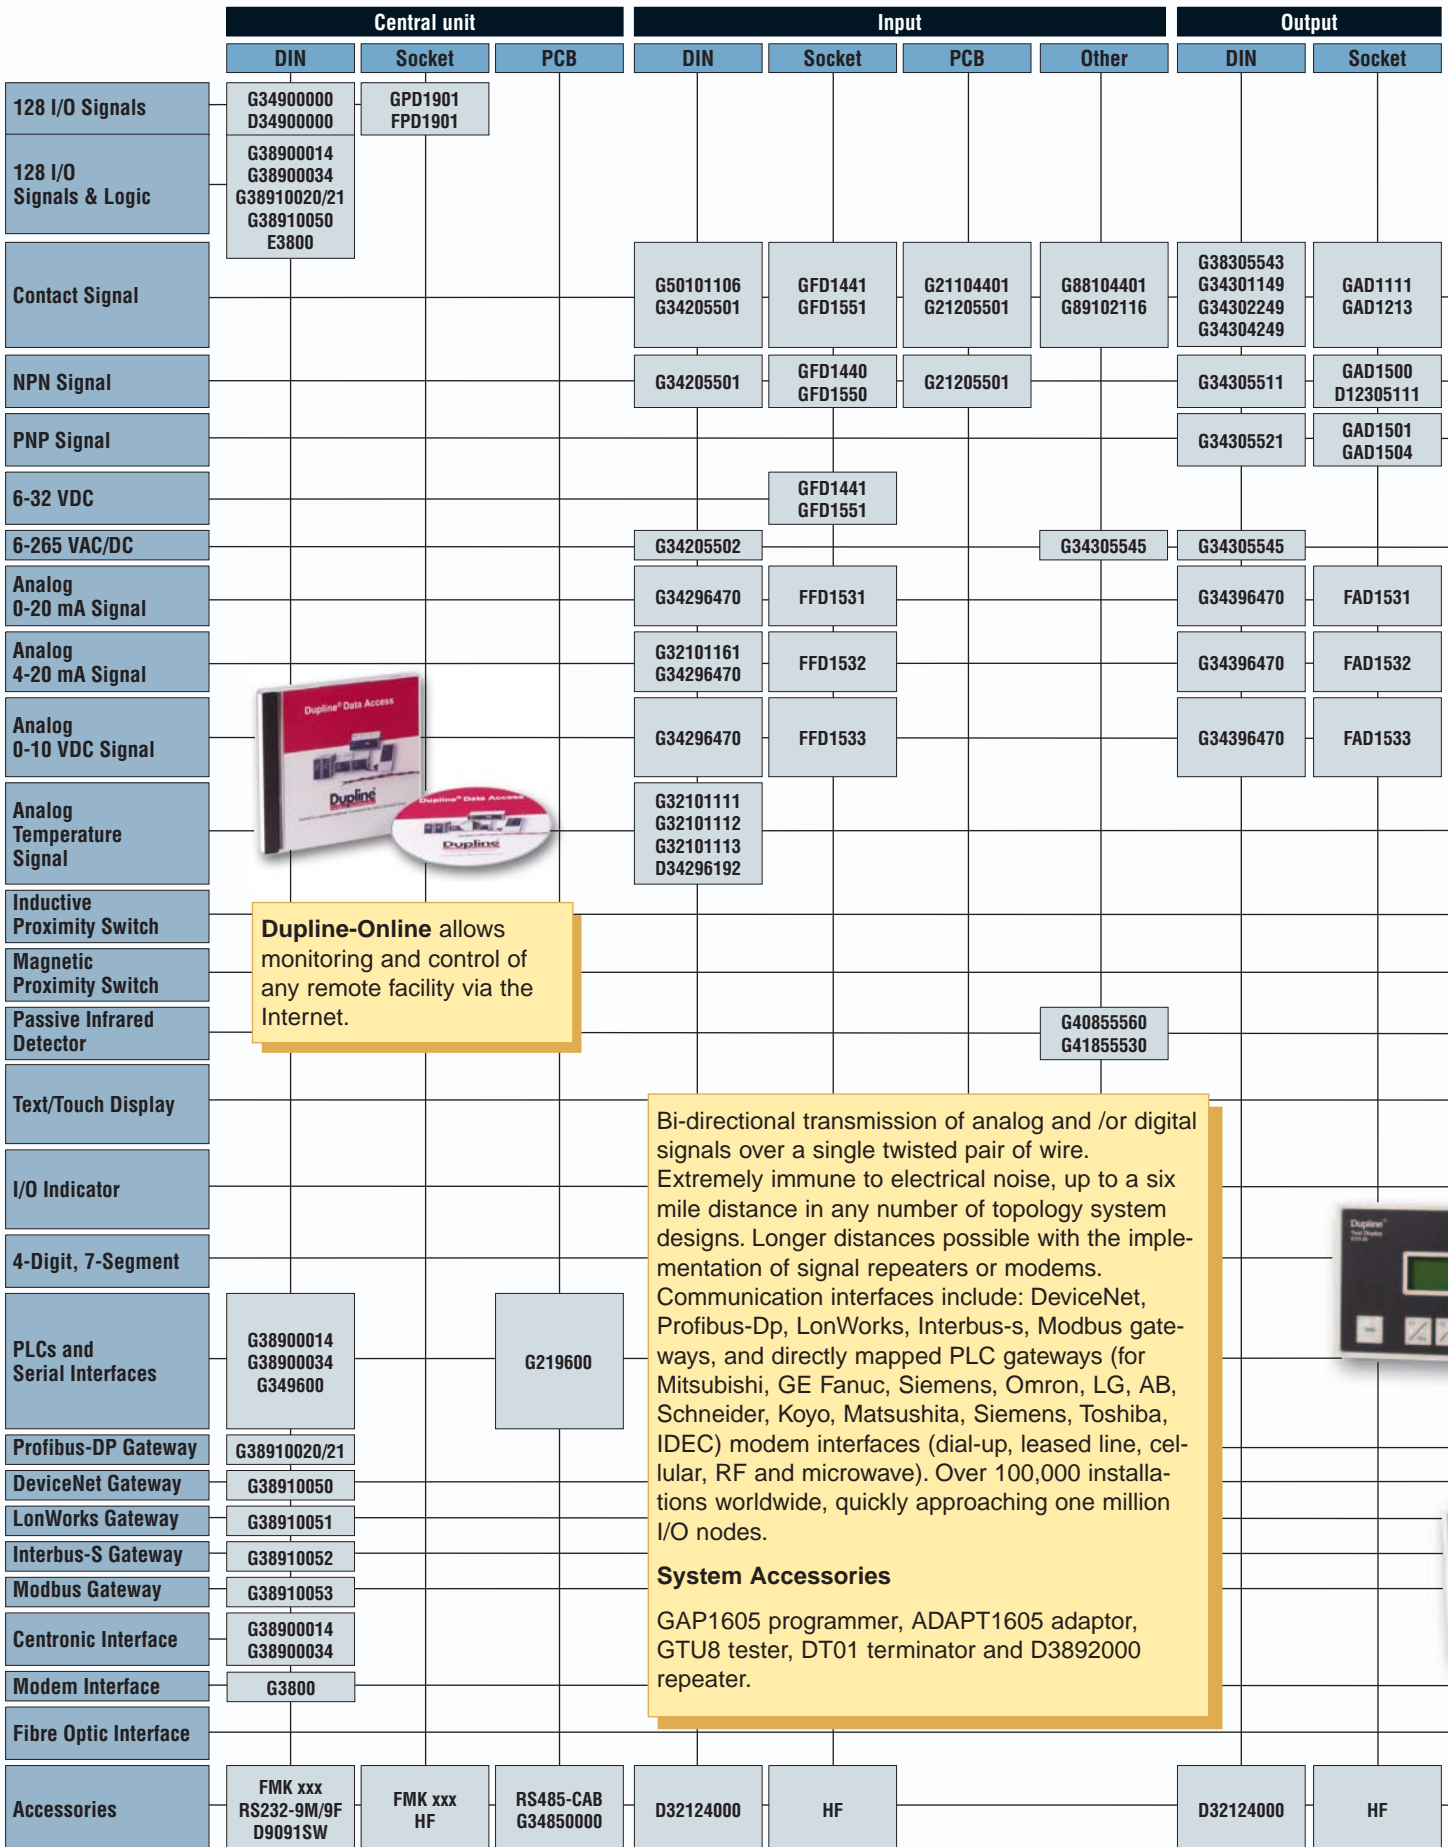 Central unit
Input
Output
DIN
Socket
PCB
DIN
Socket
PCB
Other
DIN
Socket
128 I/O Signals
G34900000
D34900000
GPD1901
FPD1901
128 I/O
Signals & Logic
G38900014
G38900034
G38910020/21
G38910050
E3800
Contact Signal
G50101106
G34205501
GFD1441
GFD1551
G21104401
G21205501
G88104401
G89102116
G38305543
G34301149
G34302249
G34304249
GAD1111
GAD1213
NPN Signal
G34205501
GFD1440
GFD1550
G21205501
G34305511
GAD1500
D12305111
PNP Signal
G34305521
GAD1501
GAD1504
6-32 VDC
GFD1441
GFD1551
6-265 VAC/DC
G34205502
G34305545
G34305545
Analog
0-20 mA Signal
G34296470
FFD1531
G34396470
FAD1531
Analog
4-20 mA Signal
G32101161
G34296470
FFD1532
G34396470
FAD1532
Analog
0-10 VDC Signal
G34296470
FFD1533
G34396470
FAD1533
Dupline® Data Access
Dupline
Dupline® Data Access
Dupline
Analog
Temperature
Signal
G32101111
G32101112
G32101113
D34296192
Inductive
Proximity Switch
Magnetic
Proximity Switch
Dupline-Online allows
monitoring and control of
any remote facility via the
Internet.
Passive Infrared
Detector
G40855560
G41855530
Text/Touch Display
I/O Indicator
4-Digit, 7-Segment
Bi-directional transmission of analog and /or digital
signals over a single twisted pair of wire.
Extremely immune to electrical noise, up to a six
mile distance in any number of topology system
designs. Longer distances possible with the imple-
mentation of signal repeaters or modems.
Communication interfaces include: DeviceNet,
Profibus-Dp, LonWorks, Interbus-s, Modbus gate-
ways, and directly mapped PLC gateways (for
Mitsubishi, GE Fanuc, Siemens, Omron, LG, AB,
Schneider, Koyo, Matsushita, Siemens, Toshiba,
IDEC) modem interfaces (dial-up, leased line, cel-
lular, RF and microwave). Over 100,000 installa-
tions worldwide, quickly approaching one million
I/O nodes.
System Accessories
GAP1605 programmer, ADAPT1605 adaptor,
GTU8 tester, DT01 terminator and D3892000
repeater.
Dupline®
Text Display
PLCs and
Serial Interfaces
G38900014
G38900034
G349600
G219600
Profibus-DP Gateway
G38910020/21
DeviceNet Gateway
G38910050
LonWorks Gateway
G38910051
Interbus-S Gateway
G38910052
Modbus Gateway
G38910053
Centronic Interface
G38900014
G38900034
Modem Interface
G3800
Fibre Optic Interface
Accessories
FMK xxx
RS232-9M/9F
D9091SW
FMK xxx
HF
RS485-CAB
G34850000
D32124000
HF
D32124000
HF